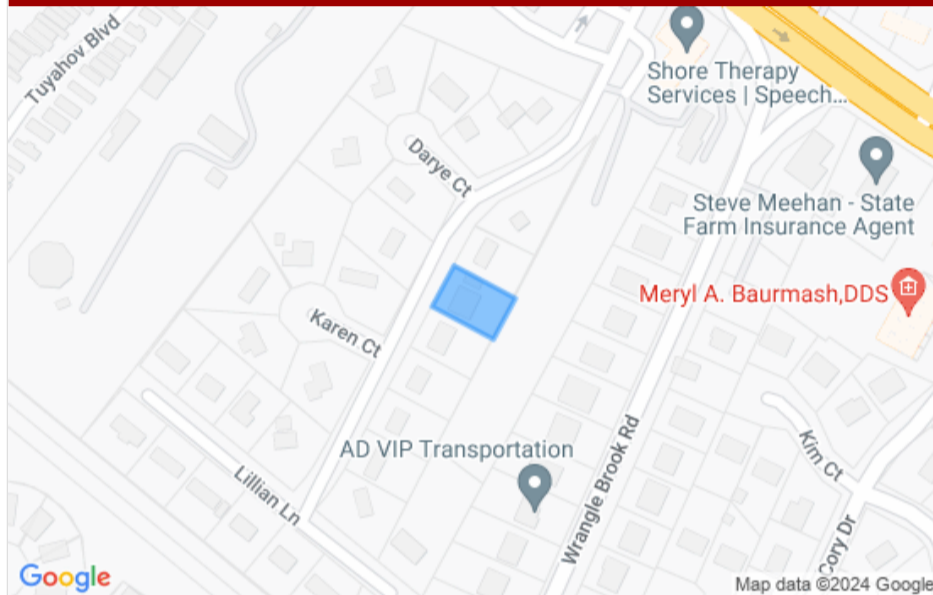 Tuyahov Blvd
Shore Therapy
Services | Speech...
Darye Ct
Steve Meehan - State
Farm Insurance Agent
Meryl A. Baurmash,DDS
Karen Ct
AD VIP Transportation
Wrangle Brook Rd
Kim Ct
Lillian Ln
cory Dr
Google
Map data ©2024 Google